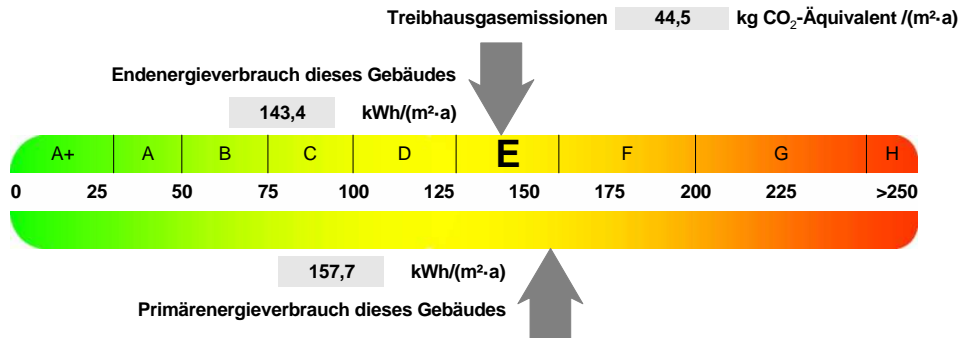 Treibhausgasemissionen 44,5 kg CO₂-Äquivalent /(m²·a)
Endenergieverbrauch dieses Gebäudes
143,4 kWh/(m²·a)
A+ A B C D E F G H
0 25 50 75 100 125 150 175 200 225 >250
157,7 kWh/(m²·a)
Primärenergieverbrauch dieses Gebäudes